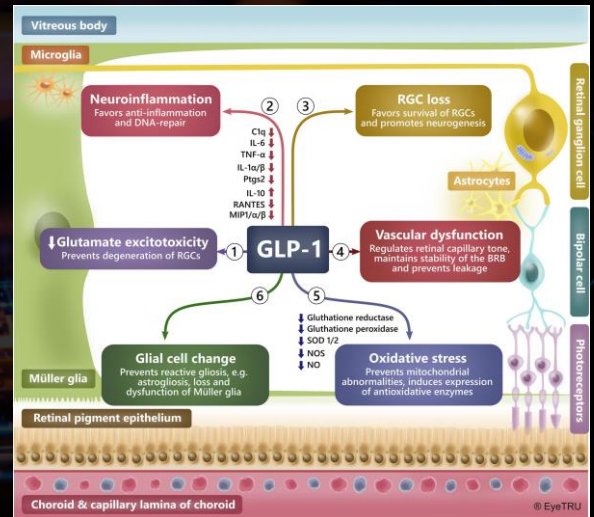 Vitreous body
Microglia
Neuroinflammation
Favors anti-inflammation
and DNA-repair
2
3
RGC loss
Favors survival of RGCs
and promotes neurogenesis
Retinal ganglion cell
C1q
IL-6
TNF-α
IL-1α/β
Ptgs2
IL-10
RANTES
MIP1/α/β
Astrocytes
Glutamate excitotoxicity
Prevents degeneration of RGCs
1
GLP-1
4
Vascular dysfunction
Regulates retinal capillary tone,
maintains stability of the BRB
and prevents leakage
Bipolar cell
6
5
Gluthatione reductase
Gluthatione peroxidase
SOD 1/2
NOS
NO
Glial cell change
Prevents reactive gliosis, e.g.
astrogliosis, loss and
dysfunction of Müller glia
Oxidative stress
Prevents mitochondrial
abnormalities, induces expression
of antioxidative enzymes
Photoreceptors
Müller glia
Retinal pigment epithelium
Choroid & capillary lamina of choroid
® EyeTRU